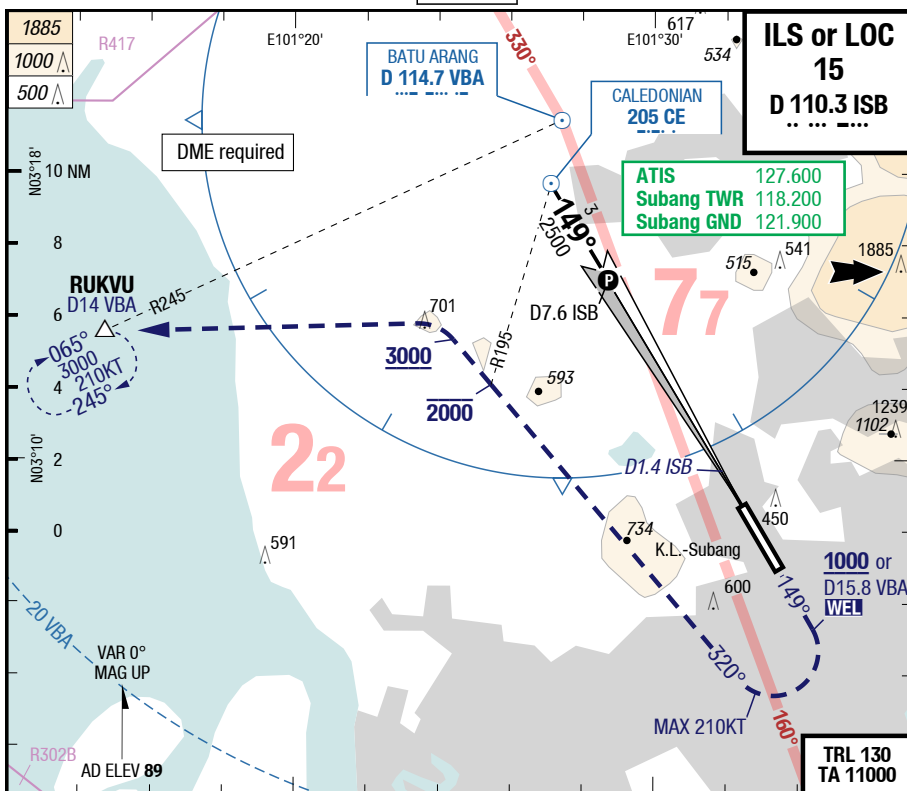 1885
1000
500
R417
E101°20'
330°
617
E101°30'
534
ILS or LOC
15
D 110.3 ISB
BATU ARANG
D 114.7 VBA
CALEDONIAN
205 CE
DME required
N03°18'
10 NM
ATIS 127.600
Subang TWR 118.200
Subang GND 121.900
149°
2500
3
8
541
1885
515
77
RUKVU
D14 VBA
R245
D7.6 ISB
P
6
701
065°
3000
210KT
245°
3000
R195
593
4
2000
1239
1102
N03°10'
2
22
D1.4 ISB
0
734
450
K.L.-Subang
591
600
1000 or
D15.8 VBA
WEL
149°
20 VBA
VAR 0°
MAG UP
320°
MAX 210KT
160°
R302B
AD ELEV 89
TRL 130
TA 11000